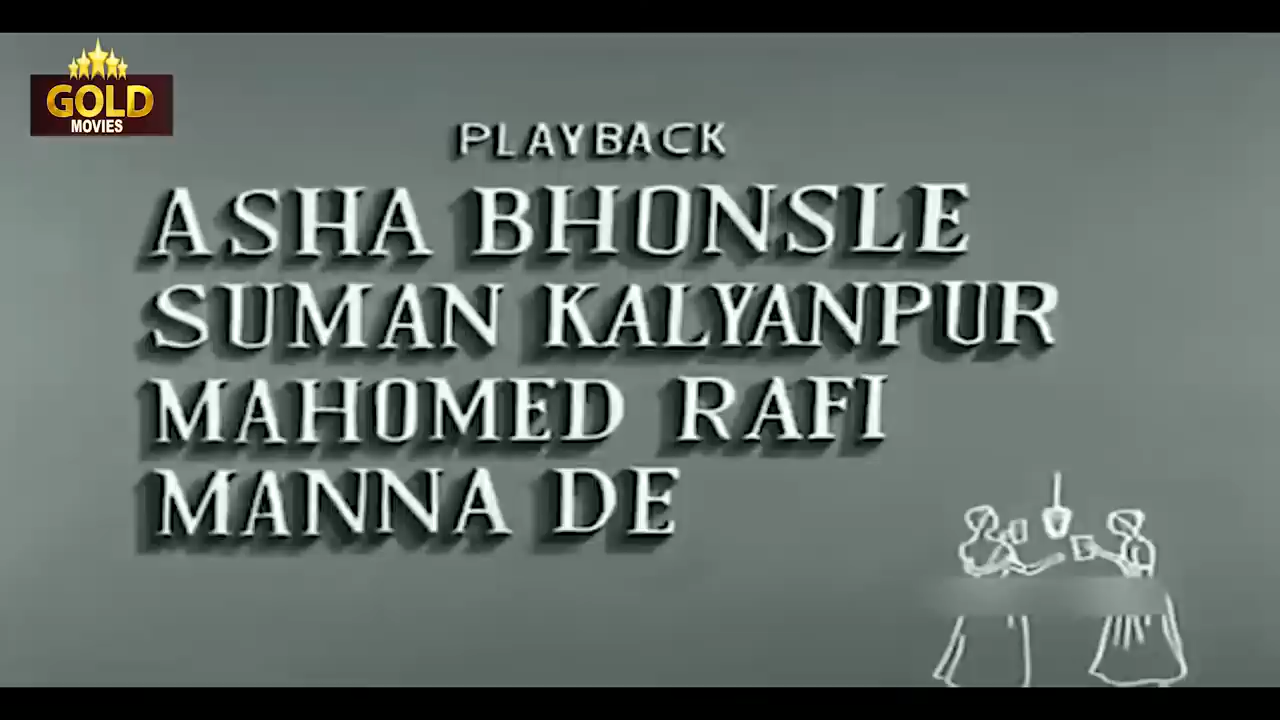 GOLD
MOVIES
PLAYBACK
ASHA BHONSLE
SUMAN KALYANPUR
MAHOMED RAFI
MANNA DE